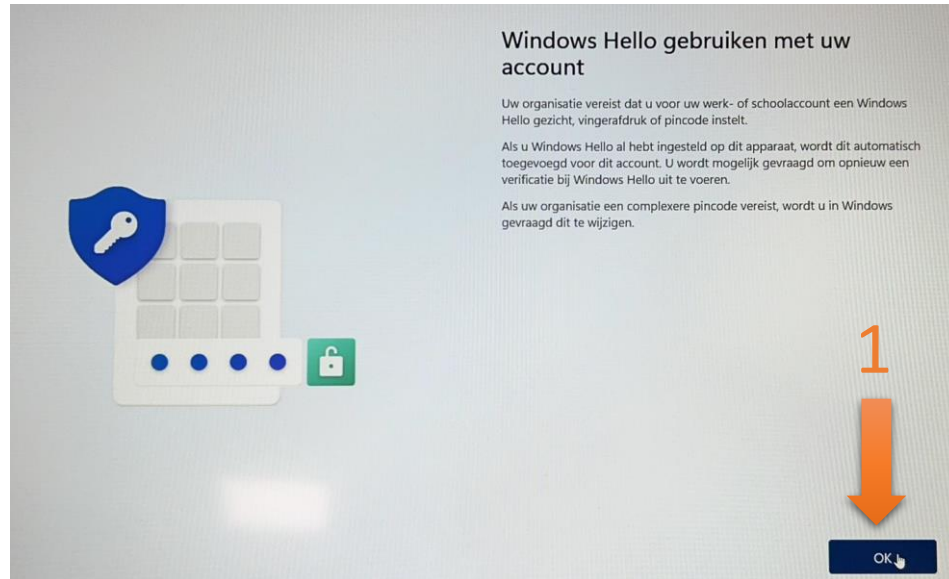 Windows Hello gebruiken met uw
account
Uw organisatie vereist dat u voor uw werk- of schoolaccount een Windows
Hello gezicht, vingerafdruk of pincode instelt.
Als u Windows Hello al hebt ingesteld op dit apparaat, wordt dit automatisch
toegevoegd voor dit account. U wordt mogelijk gevraagd om opnieuw een
verificatie bij Windows Hello uit te voeren.
Als uw organisatie een complexere pincode vereist, wordt u in Windows
gevraagd dit te wijzigen.
1
OK